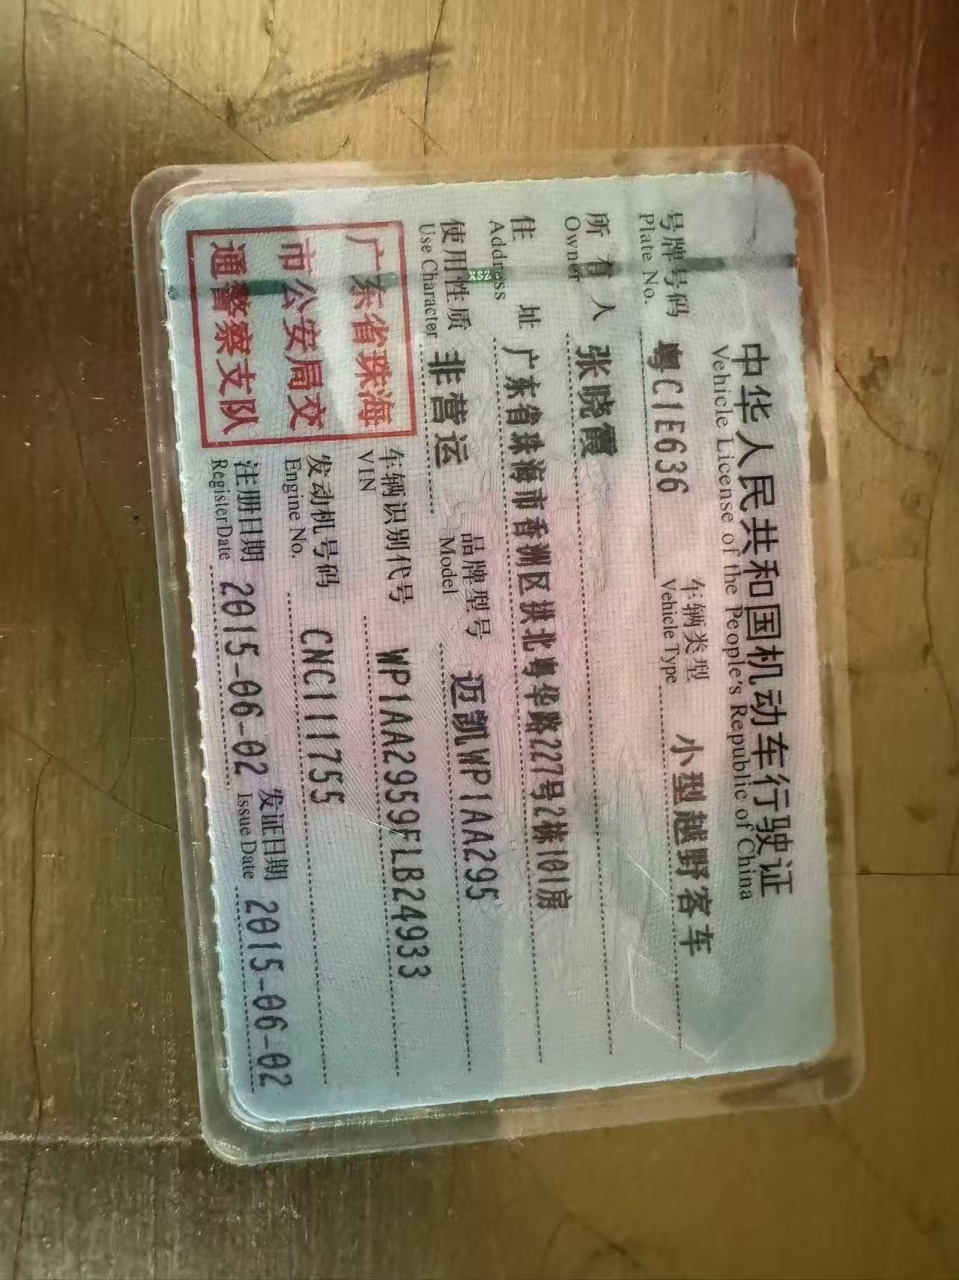 中华人民共和国机动车行驶证
Vehicle License of the People's Republic of China
号牌号码 粤C1E636 车辆类型 小型越野客车
Plate No. Vehicle Type
所有人 张晓霞
Owner
住址 广东省珠海市香洲区拱北粤华路227号2栋101房
Address
使用性质 非营运 品牌型号 迈凯WP1AA295
Use Character Model
广东省珠海
市公安局交
通警察支队
车辆识别代号 WP1AA2959FLB24933
VIN
发动机号码 CNC111755
Engine No.
注册日期 2015-06-02 发证日期 2015-06-02
RegisterDate Issue Date
XSZ